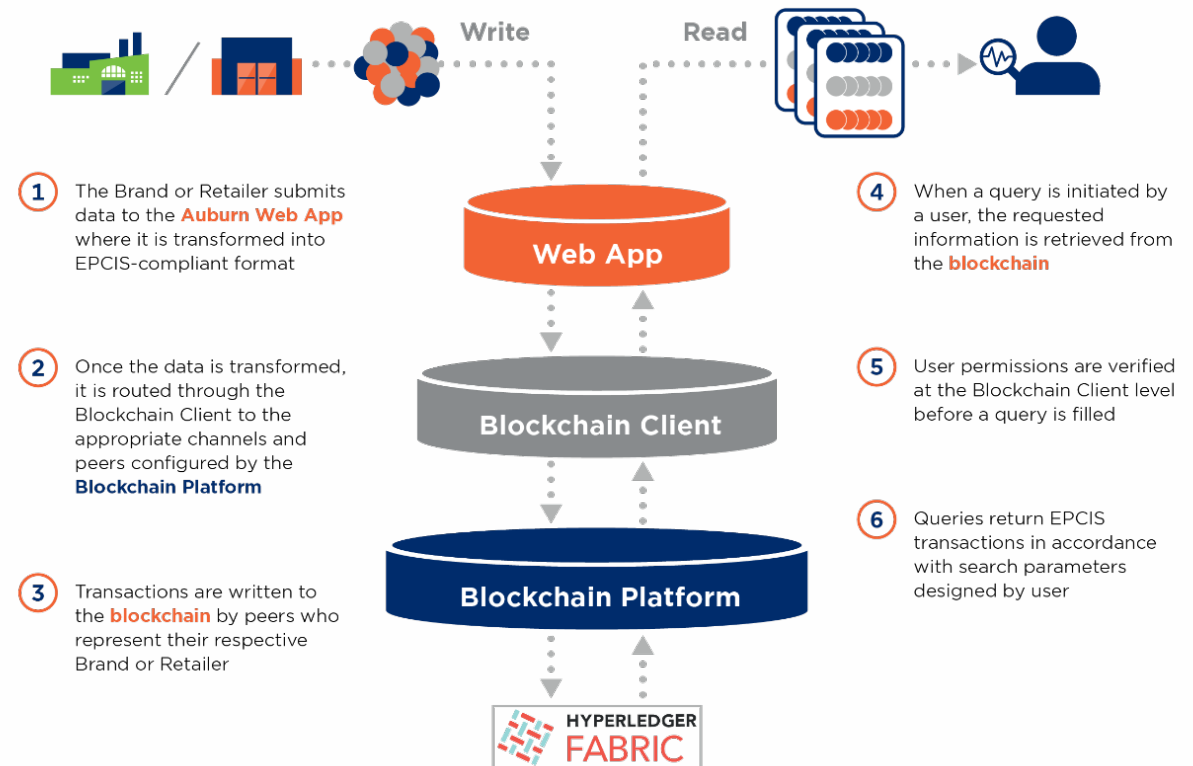 Write
Read
1
The Brand or Retailer submits
data to the Auburn Web App
where it is transformed into
EPCIS-compliant format
2
Once the data is transformed,
it is routed through the
Blockchain Client to the
appropriate channels and
peers configured by the
Blockchain Platform
3
Transactions are written to
the blockchain by peers who
represent their respective
Brand or Retailer
Web App
Blockchain Client
Blockchain Platform
HYPERLEDGER
FABRIC
4
When a query is initiated by
a user, the requested
information is retrieved from
the blockchain
5
User permissions are verified
at the Blockchain Client level
before a query is filled
6
Queries return EPCIS
transactions in accordance
with search parameters
designed by user